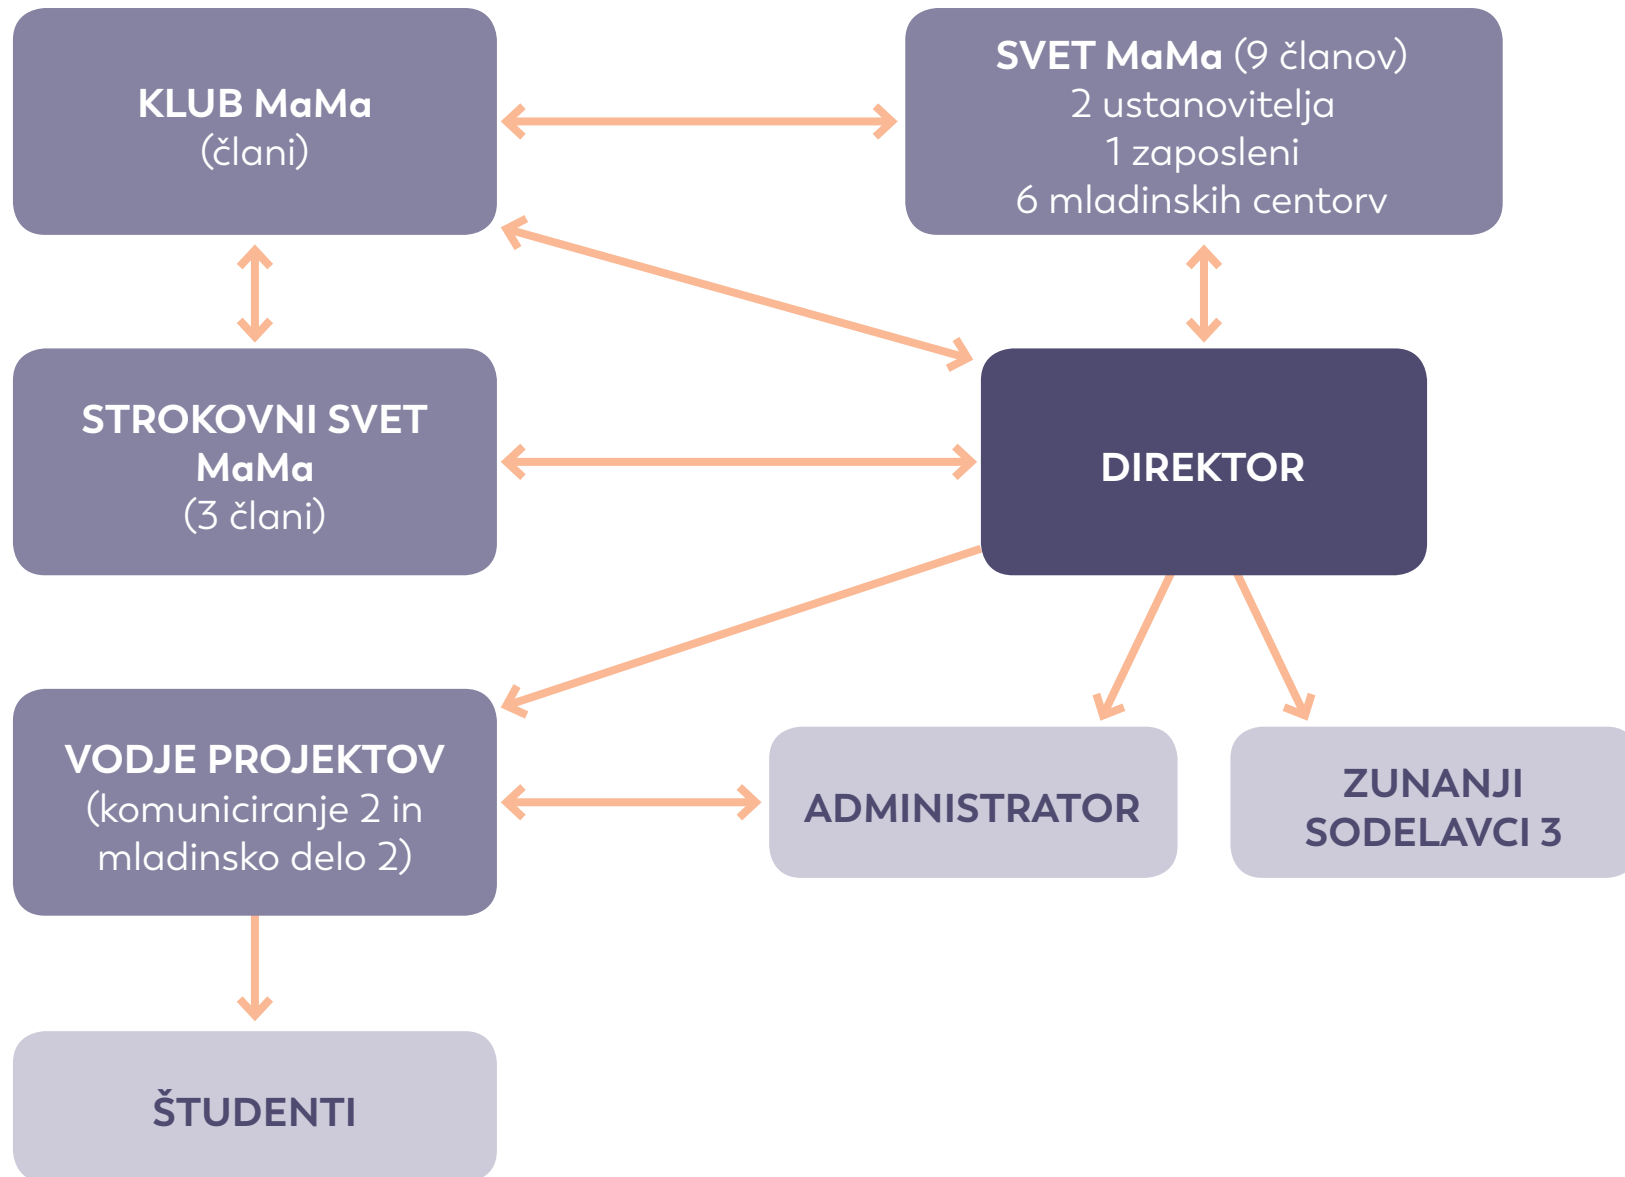 KLUB MaMa
(člani)
SVET MaMa (9 članov)
2 ustanovitelja
1 zaposleni
6 mladinskih centorv
STROKOVNI SVET
MaMa
(3 člani)
DIREKTOR
VODJE PROJEKTOV
(komuniciranje 2 in
mladinsko delo 2)
ADMINISTRATOR
ZUNANJI
SODELAVCI 3
ŠTUDENTI